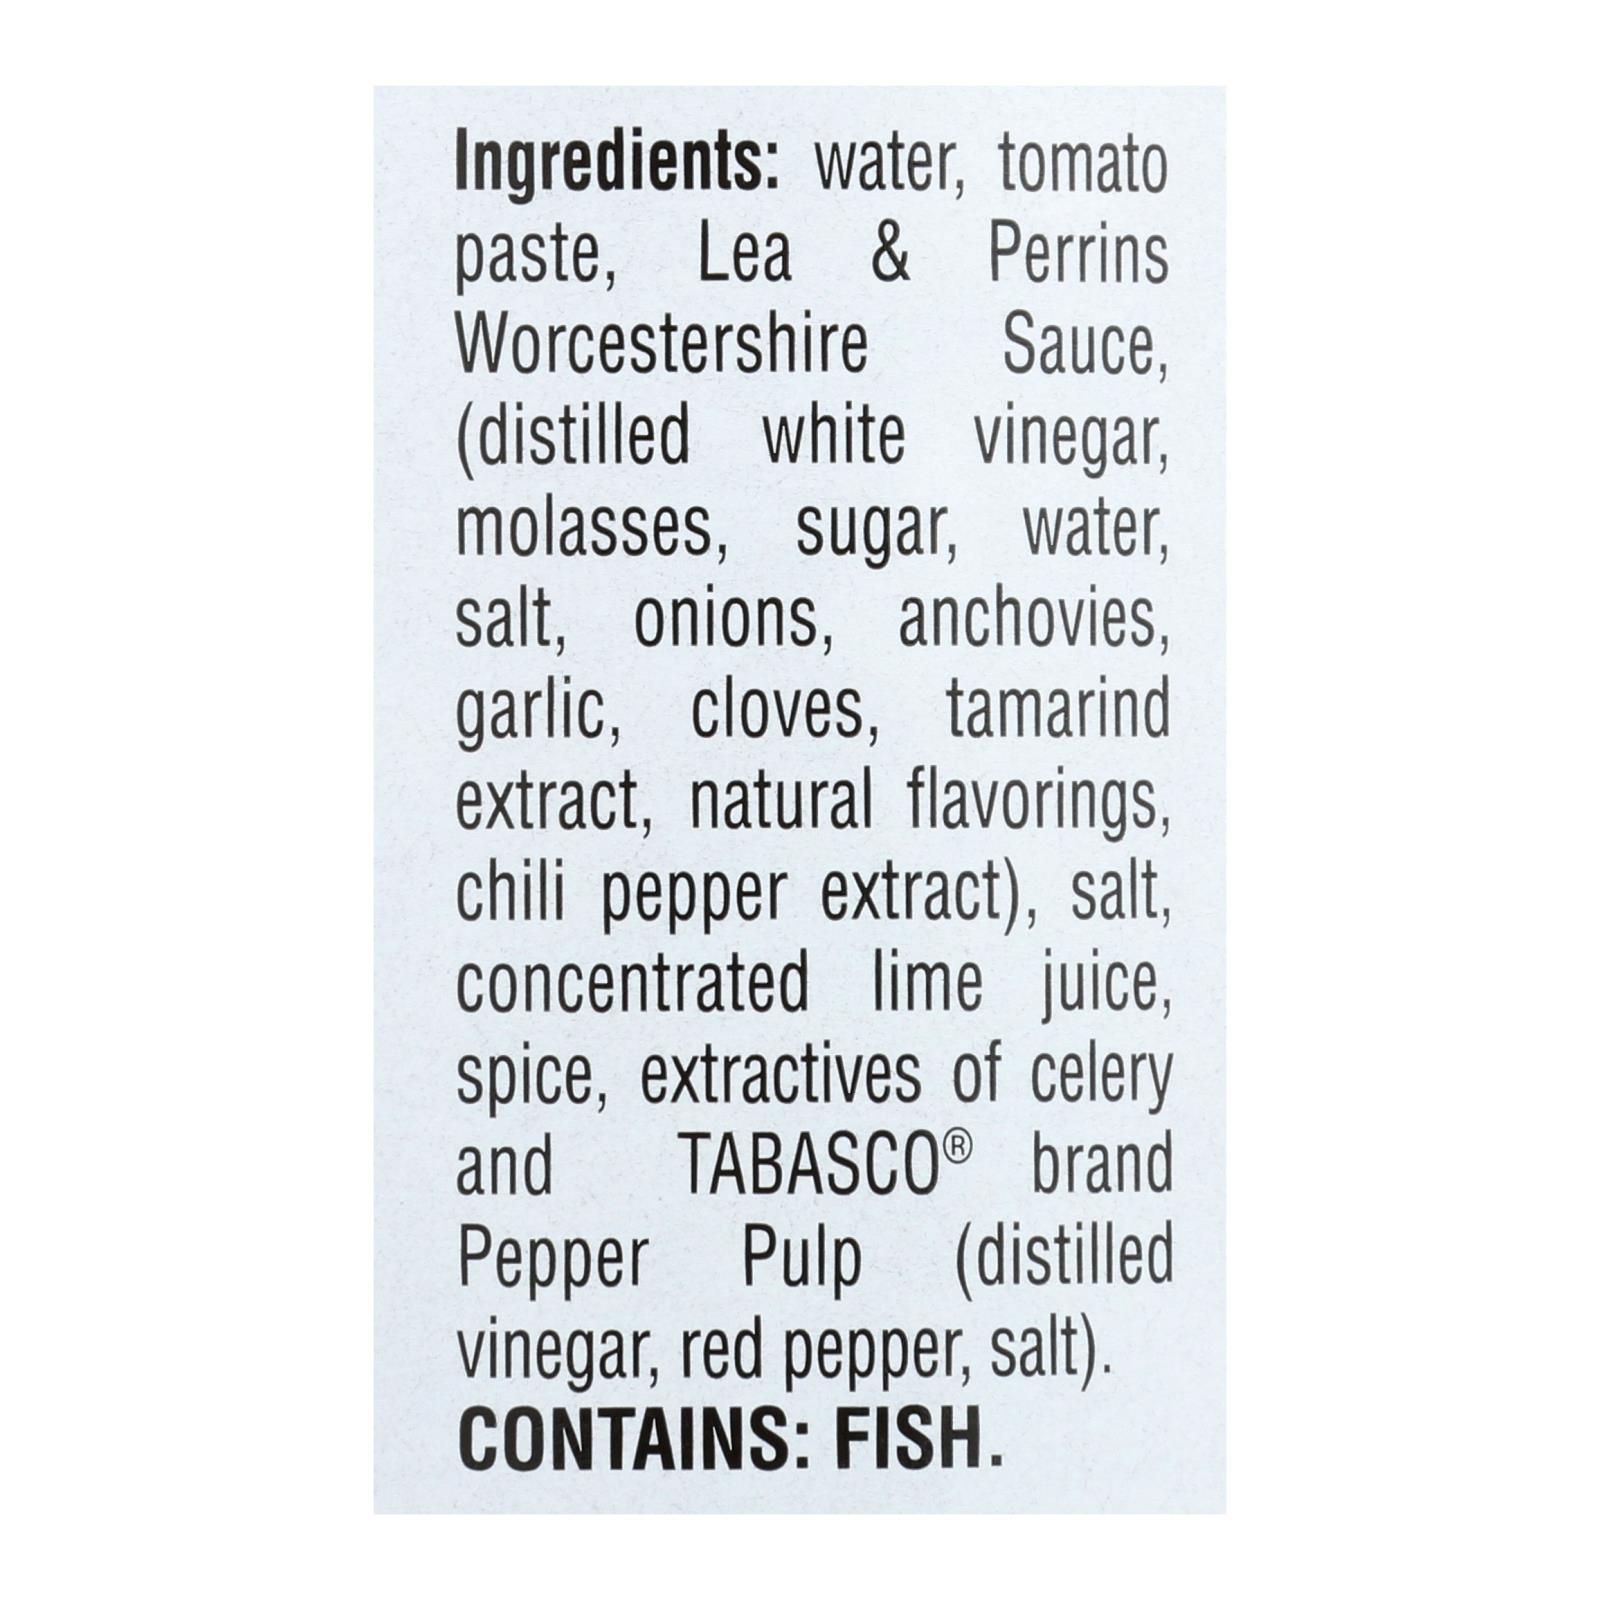 Ingredients: water, tomato
paste, Lea & Perrins
Worcestershire Sauce,
(distilled white vinegar,
molasses, sugar, water,
salt, onions, anchovies,
garlic, cloves, tamarind
extract, natural flavorings,
chili pepper extract), salt,
concentrated lime juice,
spice, extractives of celery
and TABASCO® brand
Pepper Pulp (distilled
vinegar, red pepper, salt).
CONTAINS: FISH.